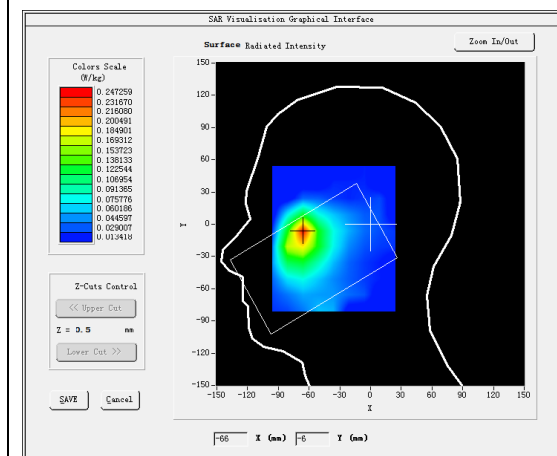 SAR Visualisation Graphical Interface
Surface Radiated Intensity
Zoom In/Out
Colors Scale
(W/kg)
0.247259
0.231670
0.216080
0.200491
0.184901
0.169312
0.153723
0.138133
0.122544
0.106954
0.091365
0.075776
0.060186
0.044597
0.029007
0.013418
Z-Cuts Control
<< Upper Cut
Z = 0.5 mm
Lower Cut >>
SAVE Cancel
150
120
90
60
30
0
-30
-60
-90
-120
-150
Y
-150 -120 -90 -60 -30 0 30 60 90 120 150
X
-66 X (mm) -6 Y (mm)